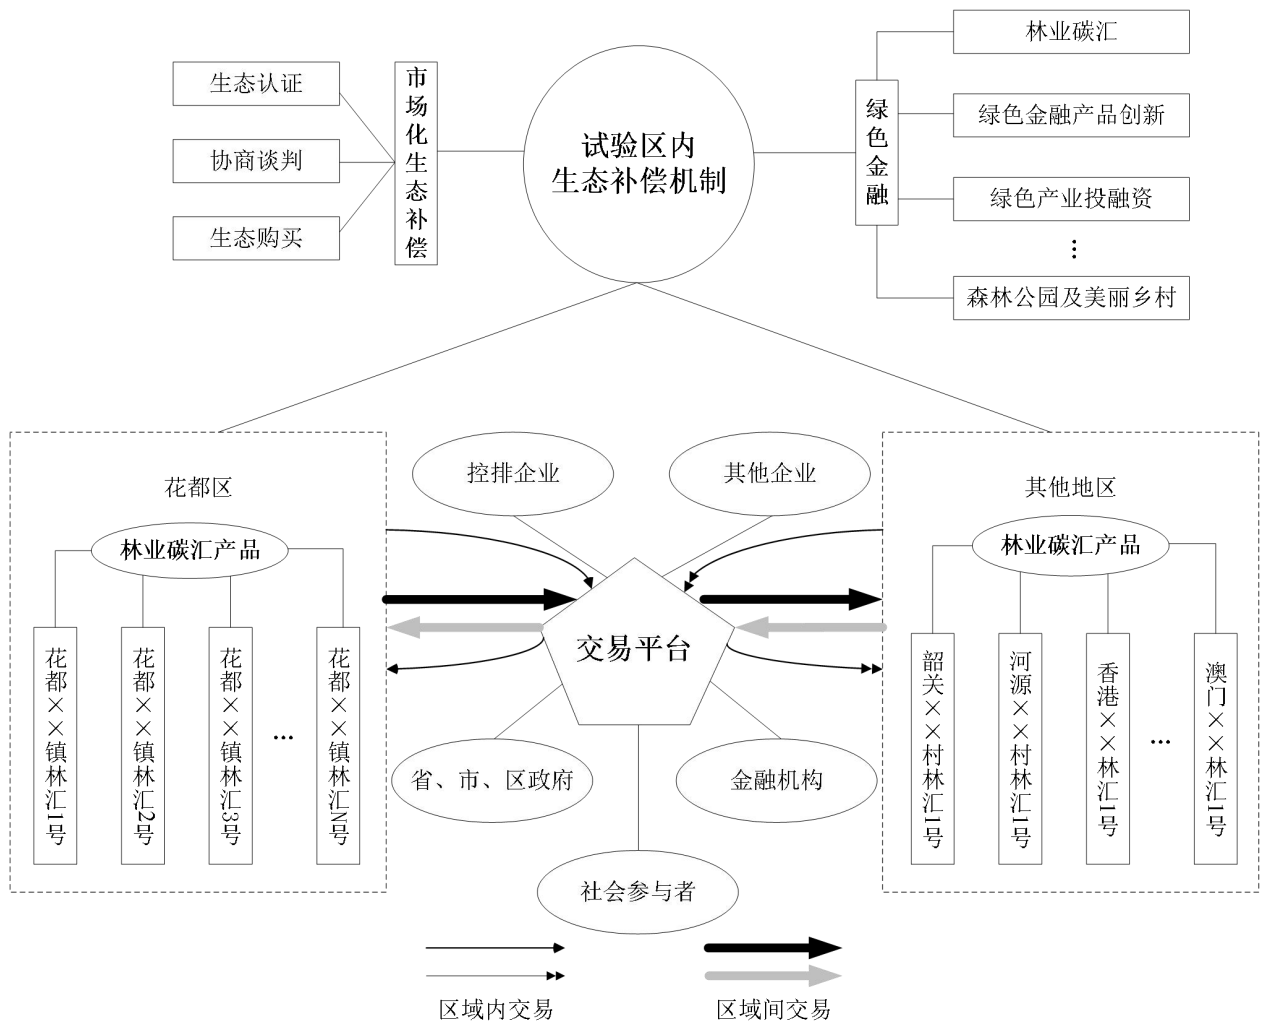 生态认证
协商谈判
生态购买
市场化生态补偿
试验区内
生态补偿机制
绿色金融
林业碳汇
绿色金融产品创新
绿色产业投融资
⋮
森林公园及美丽乡村
花都区
林业碳汇产品
花都××镇林汇1号
花都××镇林汇2号
花都××镇林汇3号
...
花都××镇林汇N号
控排企业
其他企业
交易平台
省、市、区政府
金融机构
社会参与者
其他地区
林业碳汇产品
韶关××村林汇1号
河源××村林汇1号
香港××林汇1号
...
澳门××林汇1号
区域内交易
区域间交易